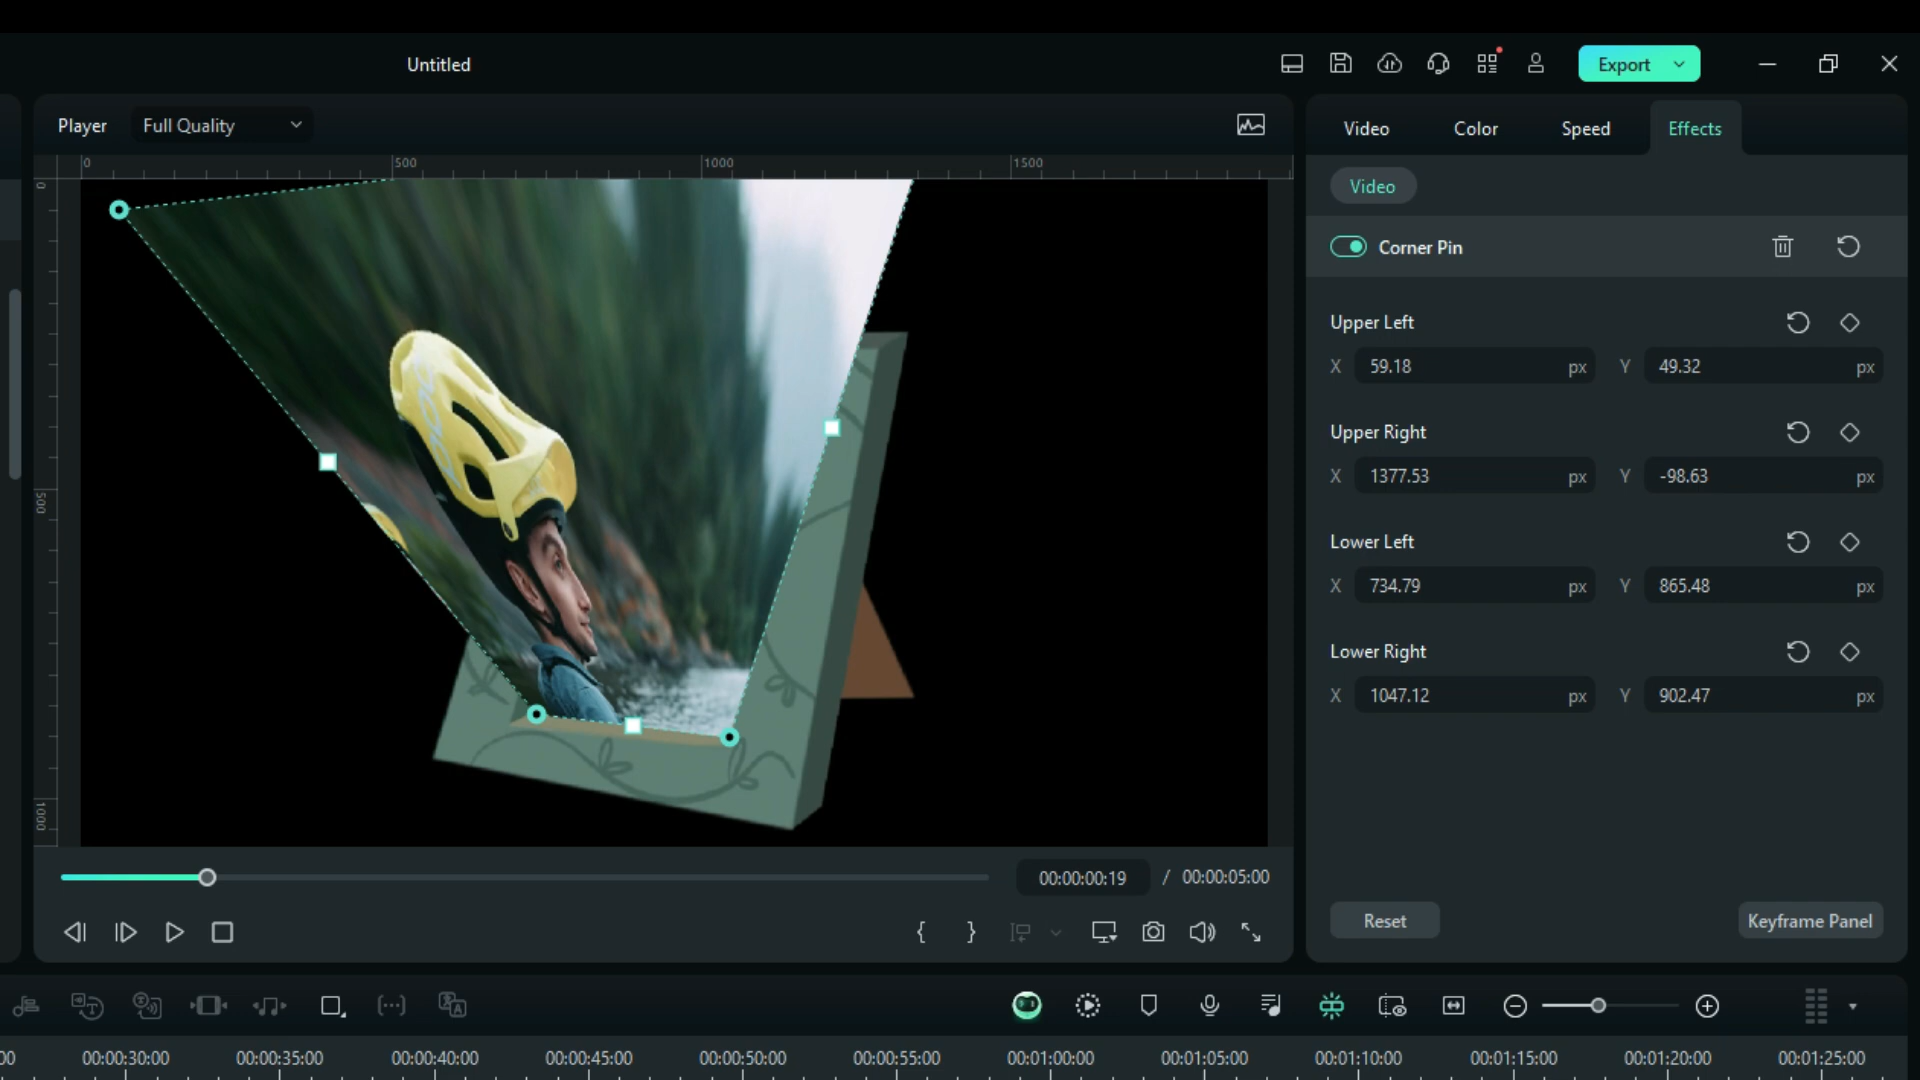 Untitled
Export
Player
Full Quality
Video
Color
Speed
Effects
0
500
1000
1500
0
500
1000
Video
Corner Pin
Upper Left
X 59.18 px Y 49.32 px
Upper Right
X 1377.53 px Y -98.63 px
Lower Left
X 734.79 px Y 865.48 px
Lower Right
X 1047.12 px Y 902.47 px
00:00:00:19 / 00:00:05:00
Reset
Keyframe Panel
00 00:00:30:00 00:00:35:00 00:00:40:00 00:00:45:00 00:00:50:00 00:00:55:00 00:01:00:00 00:01:05:00 00:01:10:00 00:01:15:00 00:01:20:00 00:01:25:00